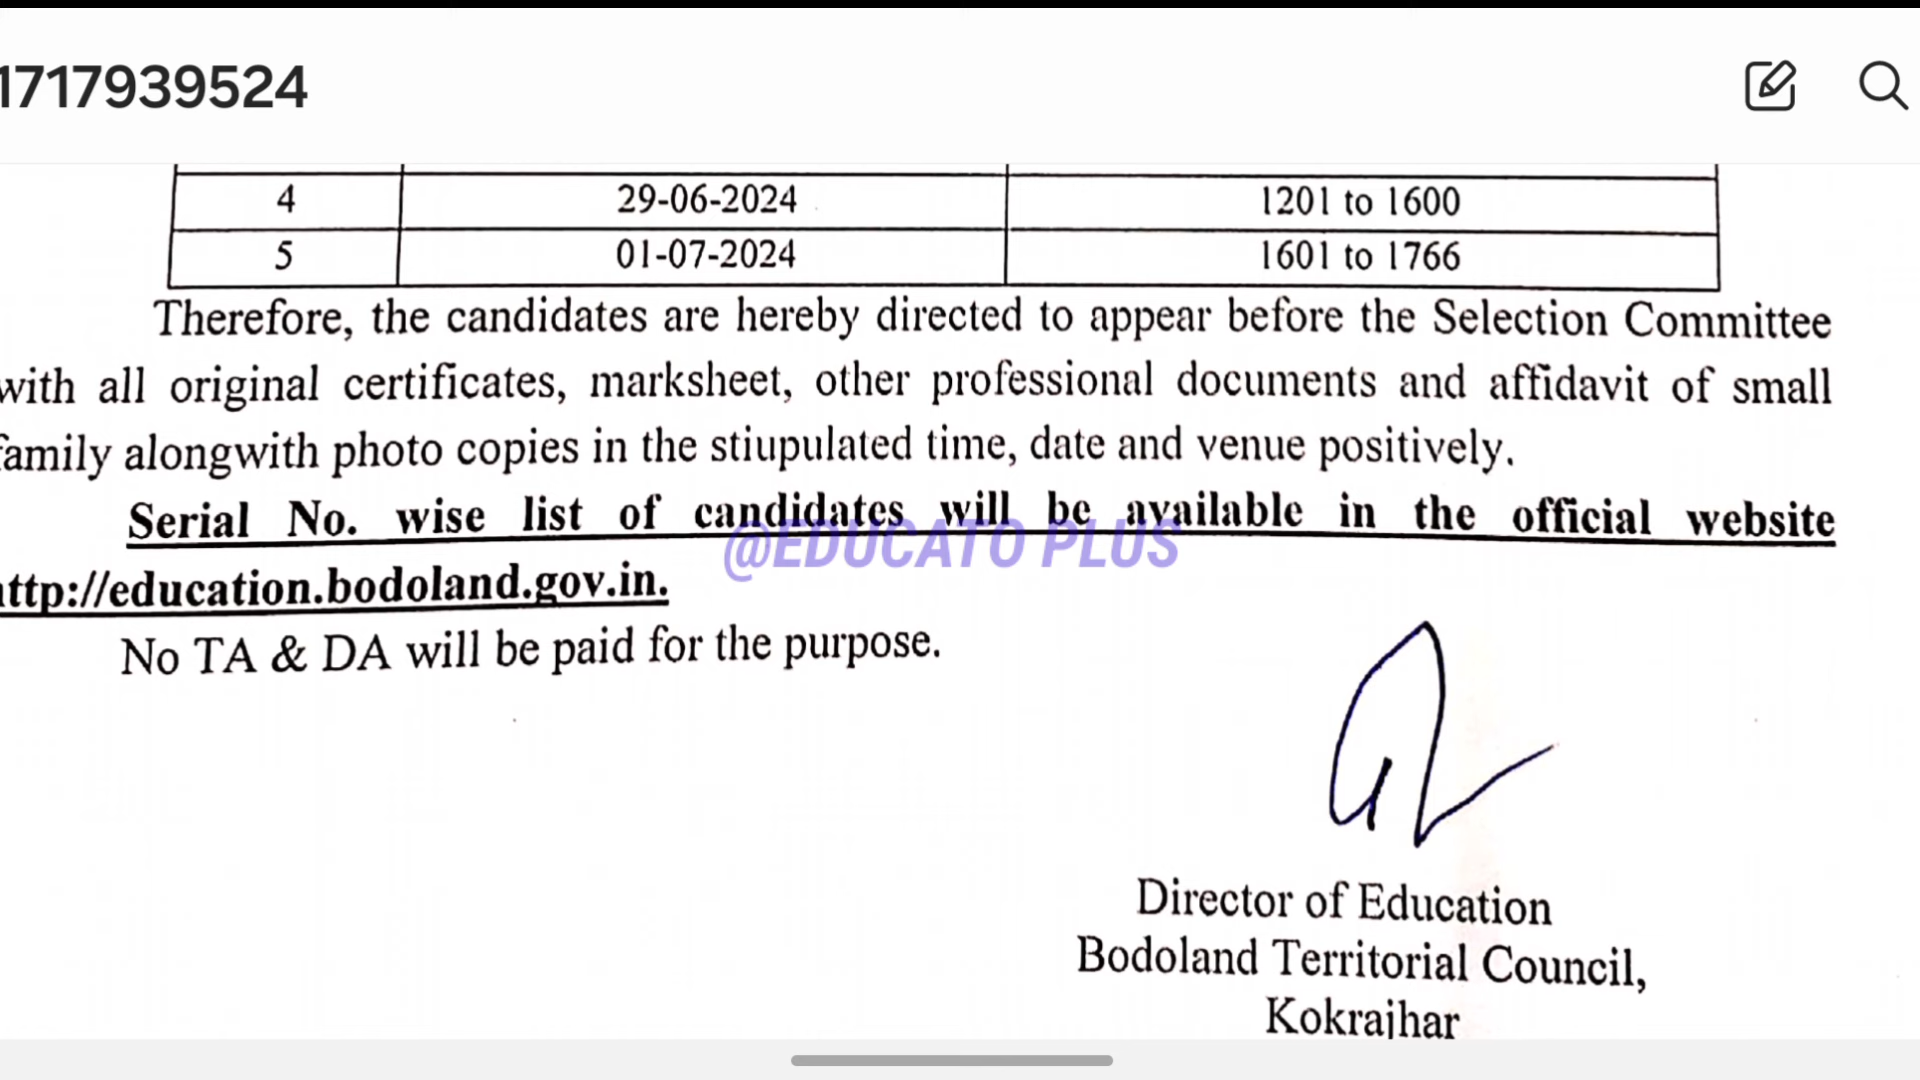 1717939524
4 29-06-2024 1201 to 1600
5 01-07-2024 1601 to 1766
Therefore, the candidates are hereby directed to appear before the Selection Committee
with all original certificates, marksheet, other professional documents and affidavit of small
family alongwith photo copies in the stiupulated time, date and venue positively.
Serial No. wise list of candidates will be available in the official website
ttp://education.bodoland.gov.in.
@EDUCATO PLUS
No TA & DA will be paid for the purpose.
Director of Education
Bodoland Territorial Council,
Kokrajhar